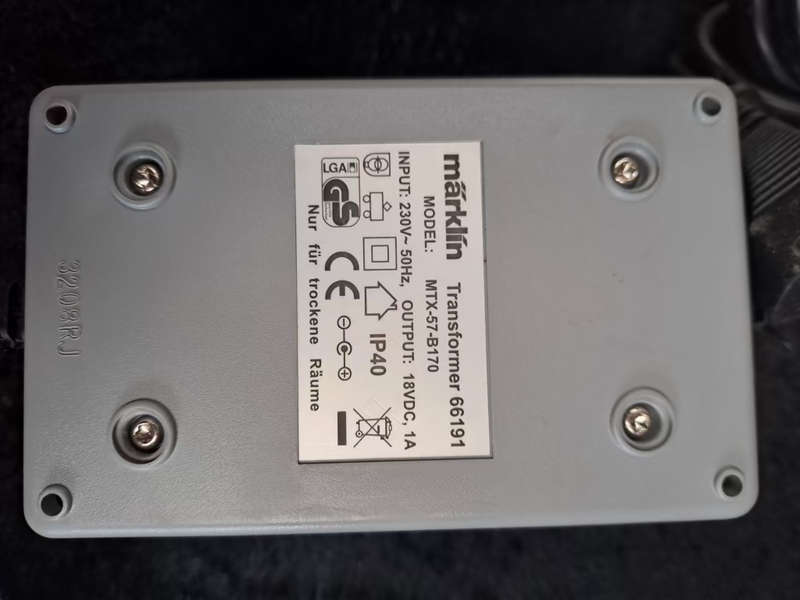 märklín Transformer 66191
MODEL: MTX-57-B170
INPUT: 230V~ 50Hz, OUTPUT: 18VDC, 1A
LGA
GS
IP40
CE
Nur für trockene Räume
3208RJ